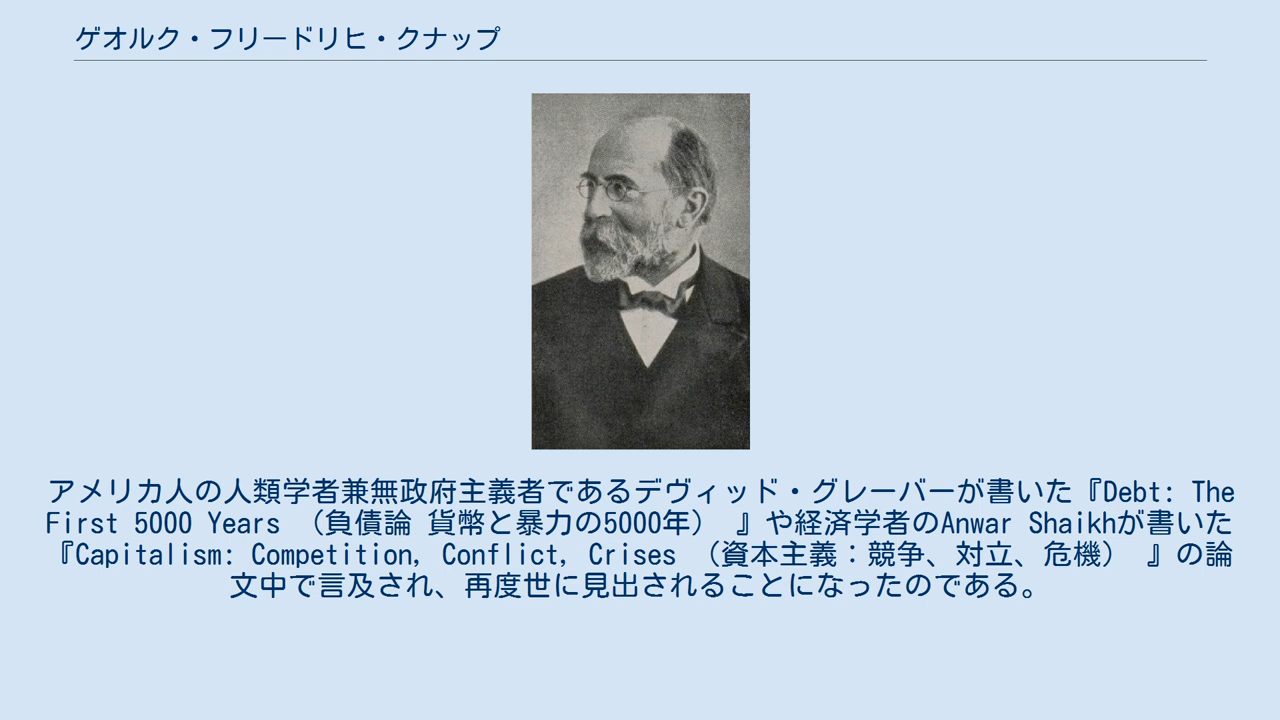 ゲオルク・フリードリヒ・クナップ
アメリカ人の人類学者兼無政府主義者であるデヴィッド・グレーバーが書いた『Debt: The
First 5000 Years （負債論 貨幣と暴力の5000年） 』や経済学者のAnwar Shaikhが書いた
『Capitalism: Competition, Conflict, Crises （資本主義：競争、対立、危機） 』の論
文中で言及され、再度世に見出されることになったのである。